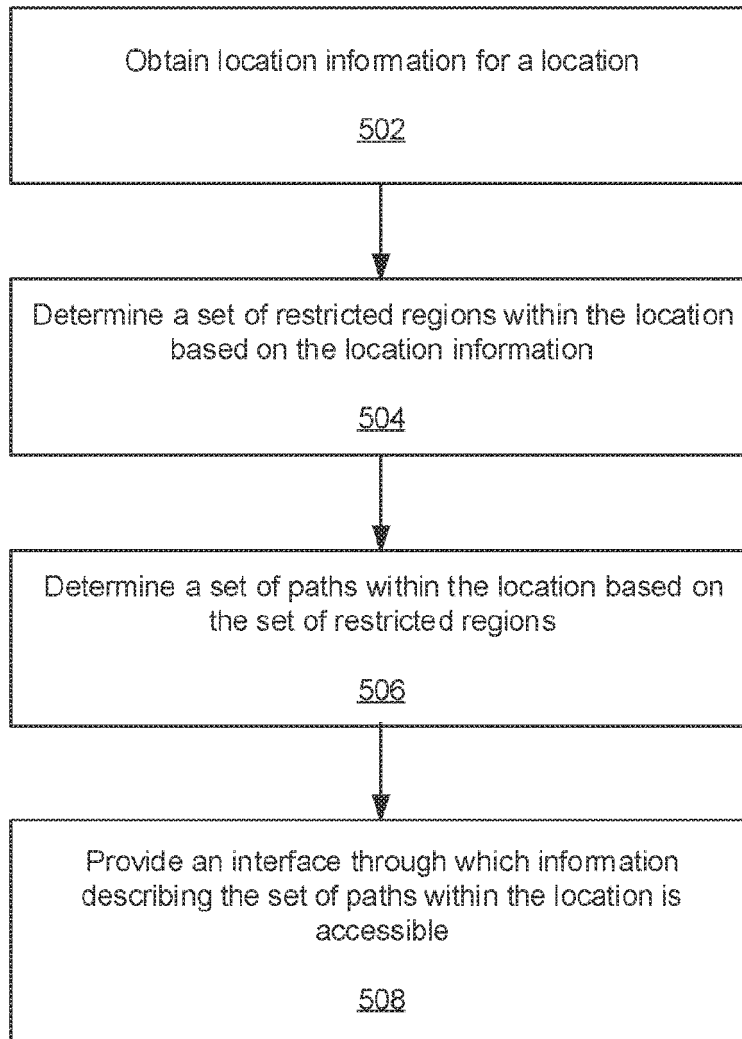 Obtain location information for a location
502
Determine a set of restricted regions within the location
based on the location information
504
Determine a set of paths within the location based on
the set of restricted regions
506
Provide an interface through which information
describing the set of paths within the location is
accessible
508